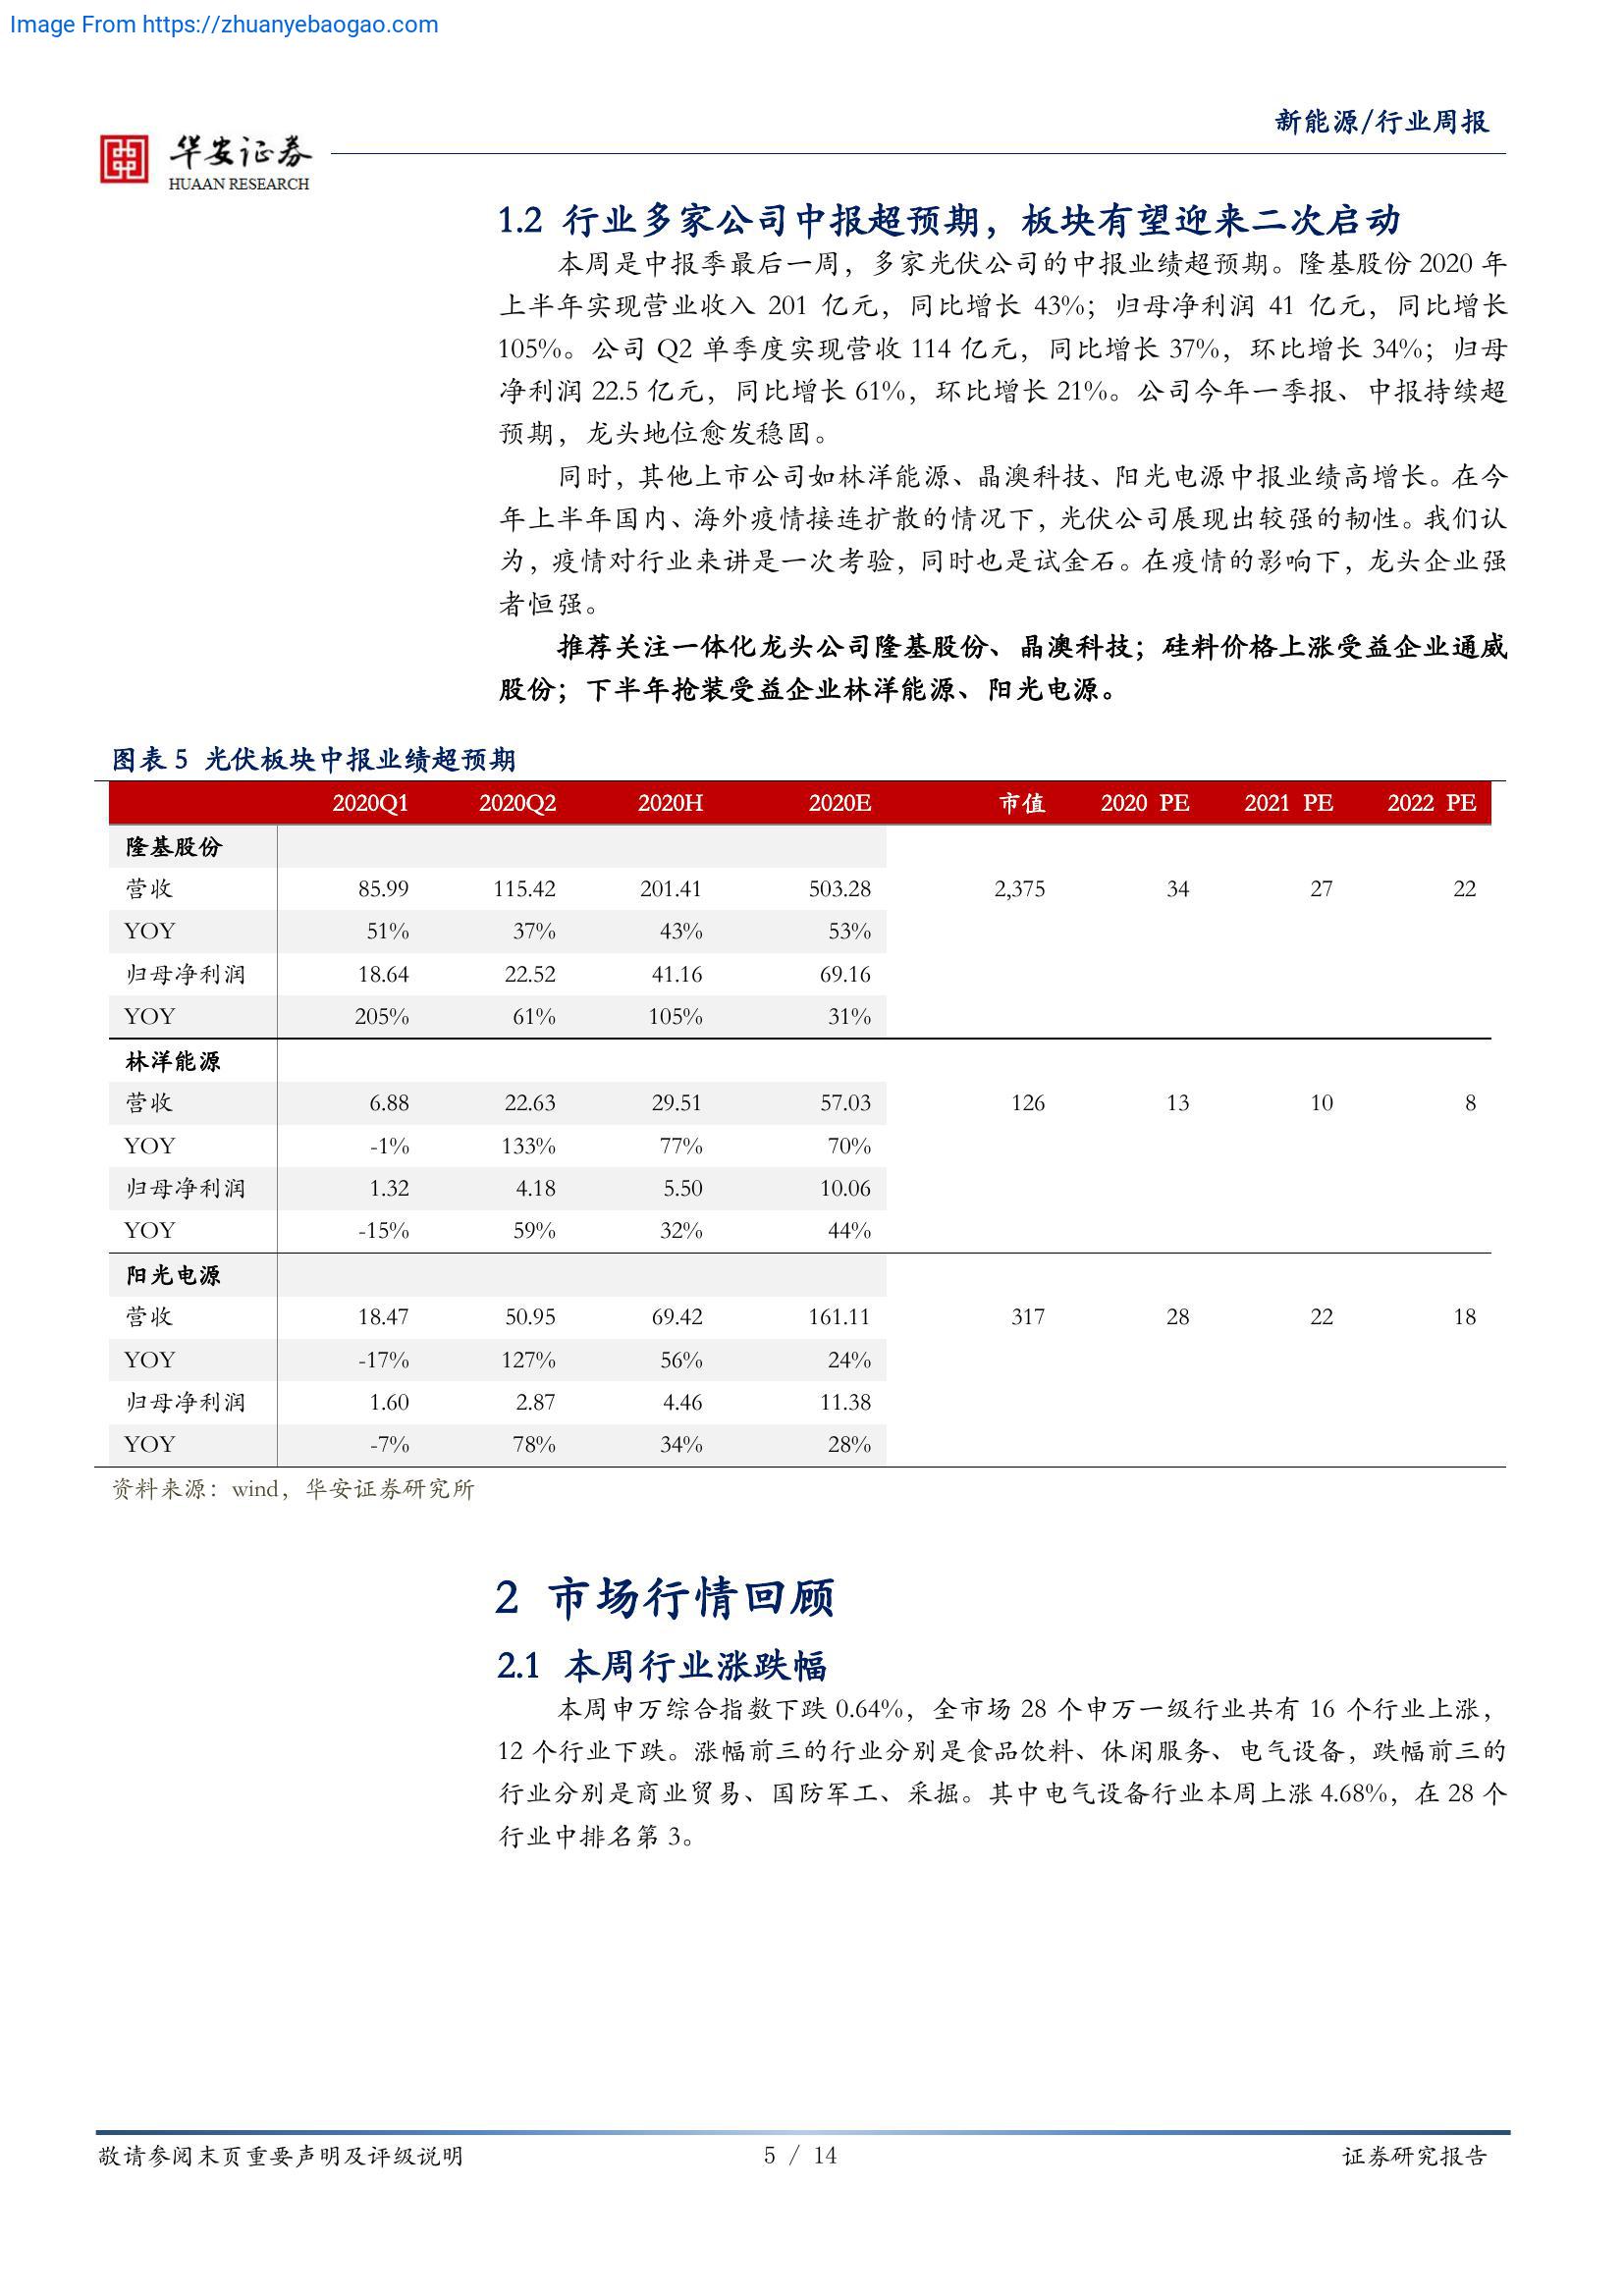 Image From https://zhuanyebaogao.com
新能源/行业周报
华安证券
HUAAN RESEARCH
1.2 行业多家公司中报超预期，板块有望迎来二次启动
本周是中报季最后一周，多家光伏公司的中报业绩超预期。隆基股份 2020 年
上半年实现营业收入 201 亿元，同比增长 43%；归母净利润 41 亿元，同比增长
105%。公司 Q2 单季度实现营收 114 亿元，同比增长 37%，环比增长 34%；归母
净利润 22.5 亿元，同比增长 61%，环比增长 21%。公司今年一季报、中报持续超
预期，龙头地位愈发稳固。
同时，其他上市公司如林洋能源、晶澳科技、阳光电源中报业绩高增长。在今
年上半年国内、海外疫情接连扩散的情况下，光伏公司展现出较强的韧性。我们认
为，疫情对行业来讲是一次考验，同时也是试金石。在疫情的影响下，龙头企业强
者恒强。
推荐关注一体化龙头公司隆基股份、晶澳科技；硅料价格上涨受益企业通威
股份；下半年抢装受益企业林洋能源、阳光电源。
图表 5 光伏板块中报业绩超预期
2020Q1 2020Q2 2020H 2020E 市值 2020 PE 2021 PE 2022 PE
隆基股份
营收 85.99 115.42 201.41 503.28 2,375 34 27 22
YOY 51% 37% 43% 53%
归母净利润 18.64 22.52 41.16 69.16
YOY 205% 61% 105% 31%
林洋能源
营收 6.88 22.63 29.51 57.03 126 13 10 8
YOY -1% 133% 77% 70%
归母净利润 1.32 4.18 5.50 10.06
YOY -15% 59% 32% 44%
阳光电源
营收 18.47 50.95 69.42 161.11 317 28 22 18
YOY -17% 127% 56% 24%
归母净利润 1.60 2.87 4.46 11.38
YOY -7% 78% 34% 28%
资料来源：wind，华安证券研究所
2 市场行情回顾
2.1 本周行业涨跌幅
本周申万综合指数下跌 0.64%，全市场 28 个申万一级行业共有 16 个行业上涨，
12 个行业下跌。涨幅前三的行业分别是食品饮料、休闲服务、电气设备，跌幅前三的
行业分别是商业贸易、国防军工、采掘。其中电气设备行业本周上涨 4.68%，在 28 个
行业中排名第 3。
敬请参阅末页重要声明及评级说明 5 / 14 证券研究报告